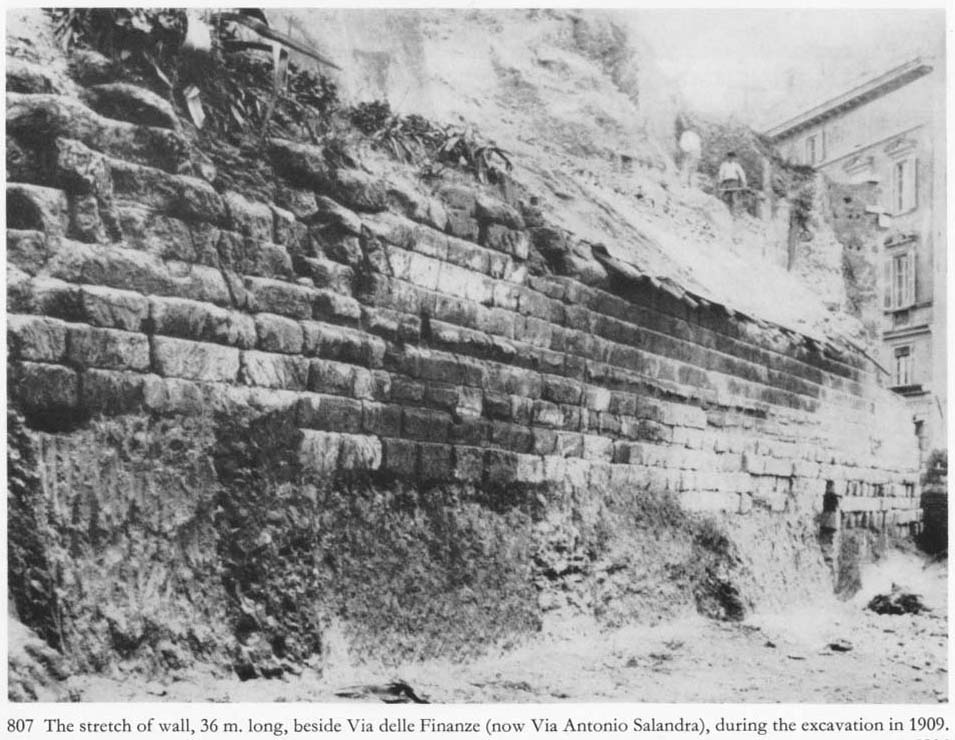 807 The stretch of wall, 36 m. long, beside Via delle Finanze (now Via Antonio Salandra), during the excavation in 1909.